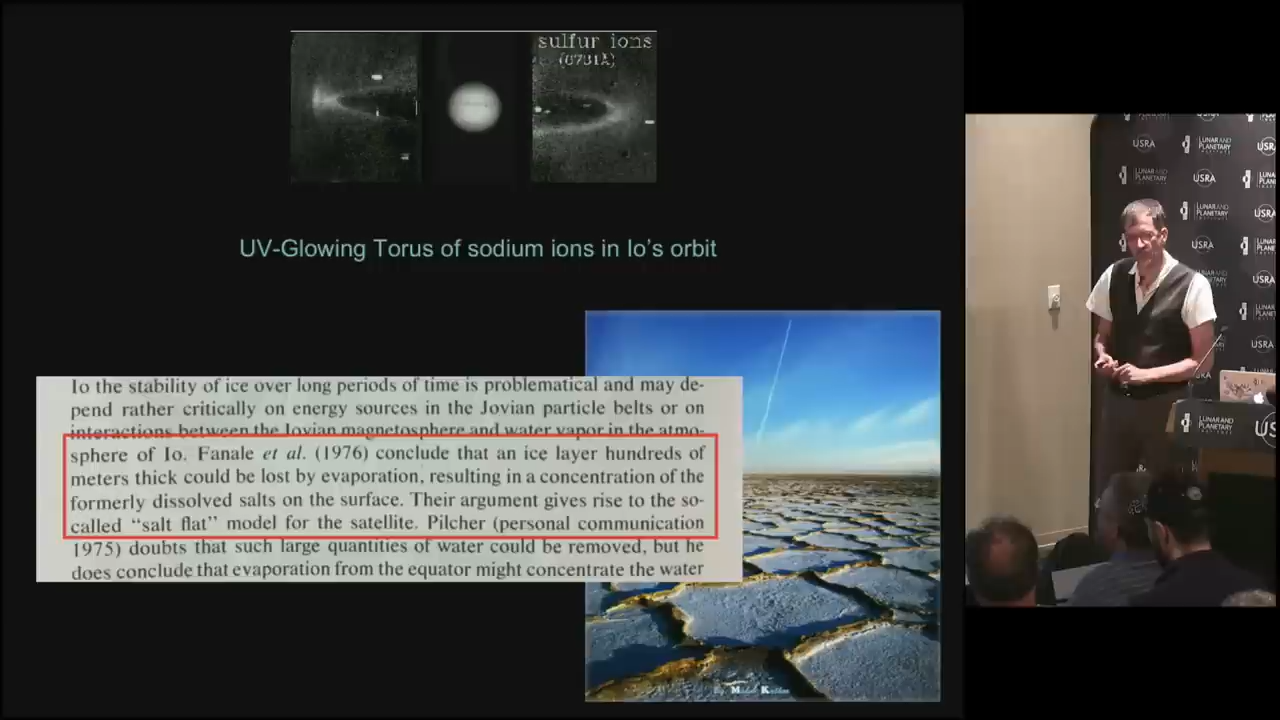 sulfur ions
(6731Å)
UV-Glowing Torus of sodium ions in Io's orbit
Io the stability of ice over long periods of time is problematical and may de-
pend rather critically on energy sources in the Jovian particle belts or on
interactions between the Jovian magnetosphere and water vapor in the atmo-
sphere of Io. Fanale et al. (1976) conclude that an ice layer hundreds of
meters thick could be lost by evaporation, resulting in a concentration of the
formerly dissolved salts on the surface. Their argument gives rise to the so-
called “salt flat” model for the satellite. Pilcher (personal communication
1975) doubts that such large quantities of water could be removed, but he
does conclude that evaporation from the equator might concentrate the water
USRA
LUNAR AND
PLANETARY
INSTITUTE